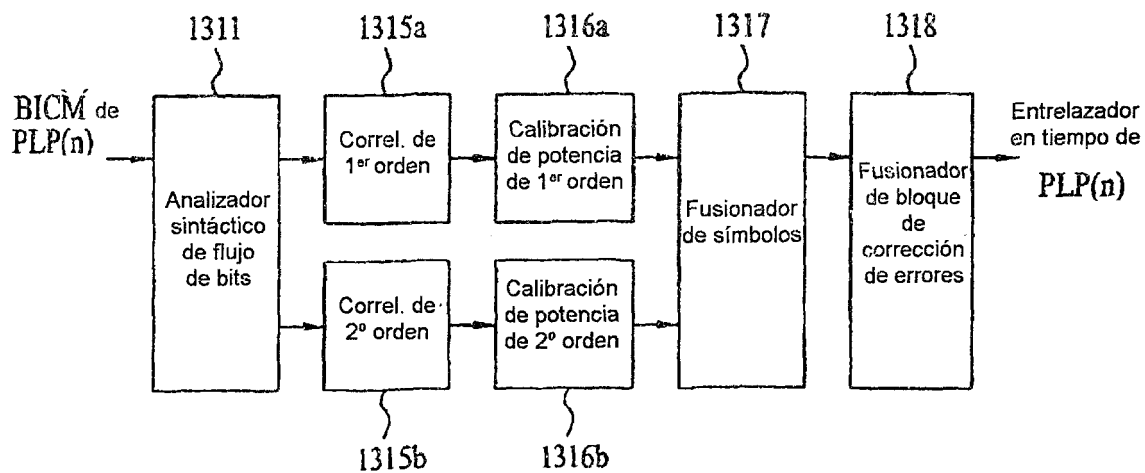 1311
1315a
1316a
1317
1318
BICM de
PLP(n)
Analizador
sintáctico
de flujo
de bits
Correl. de
1er orden
Calibración
de potencia
de 1er orden
Correl. de
2º orden
Calibración
de potencia
de 2º orden
Fusionador
de símbolos
Fusionador
de bloque
de
corrección
de errores
Entrelazador
en tiempo de
PLP(n)
1315b
1316b